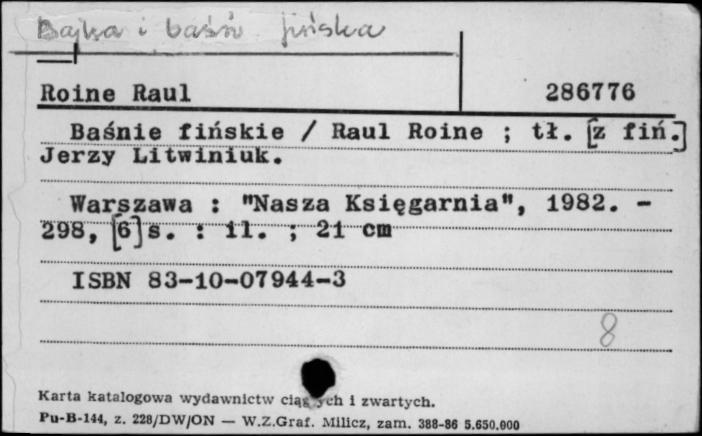 Bajka i baśń fińska
Roine Raul 286776
Baśnie fińskie / Raul Roine ; tł. [z fiń.]
Jerzy Litwiniuk.
Warszawa : "Nasza Księgarnia", 1982. -
298, [6] s. : il. ; 21 cm
ISBN 83-10-07944-3
8
Karta katalogowa wydawnictw ciągłych i zwartych.
Pu-B-144, z. 228/DW/ON — W.Z.Graf. Milicz, zam. 388-86 5.650.000